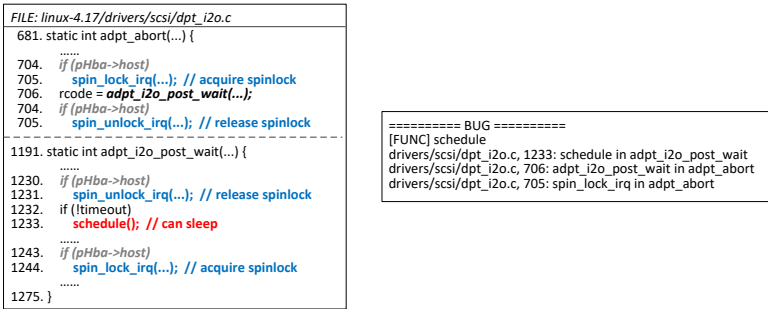 FILE: linux-4.17/drivers/scsi/dpt_i2o.c
681. static int adpt_abort(...) {
......
704. if (pHba->host)
705. spin_lock_irq(...); // acquire spinlock
706. rcode = adpt_i2o_post_wait(...);
704. if (pHba->host)
705. spin_unlock_irq(...); // release spinlock
1191. static int adpt_i2o_post_wait(...) {
......
1230. if (pHba->host)
1231. spin_unlock_irq(...); // release spinlock
1232. if (!timeout)
1233. schedule(); // can sleep
......
1243. if (pHba->host)
1244. spin_lock_irq(...); // acquire spinlock
......
1275. }
========== BUG ==========
[FUNC] schedule
drivers/scsi/dpt_i2o.c, 1233: schedule in adpt_i2o_post_wait
drivers/scsi/dpt_i2o.c, 706: adpt_i2o_post_wait in adpt_abort
drivers/scsi/dpt_i2o.c, 705: spin_lock_irq in adpt_abort